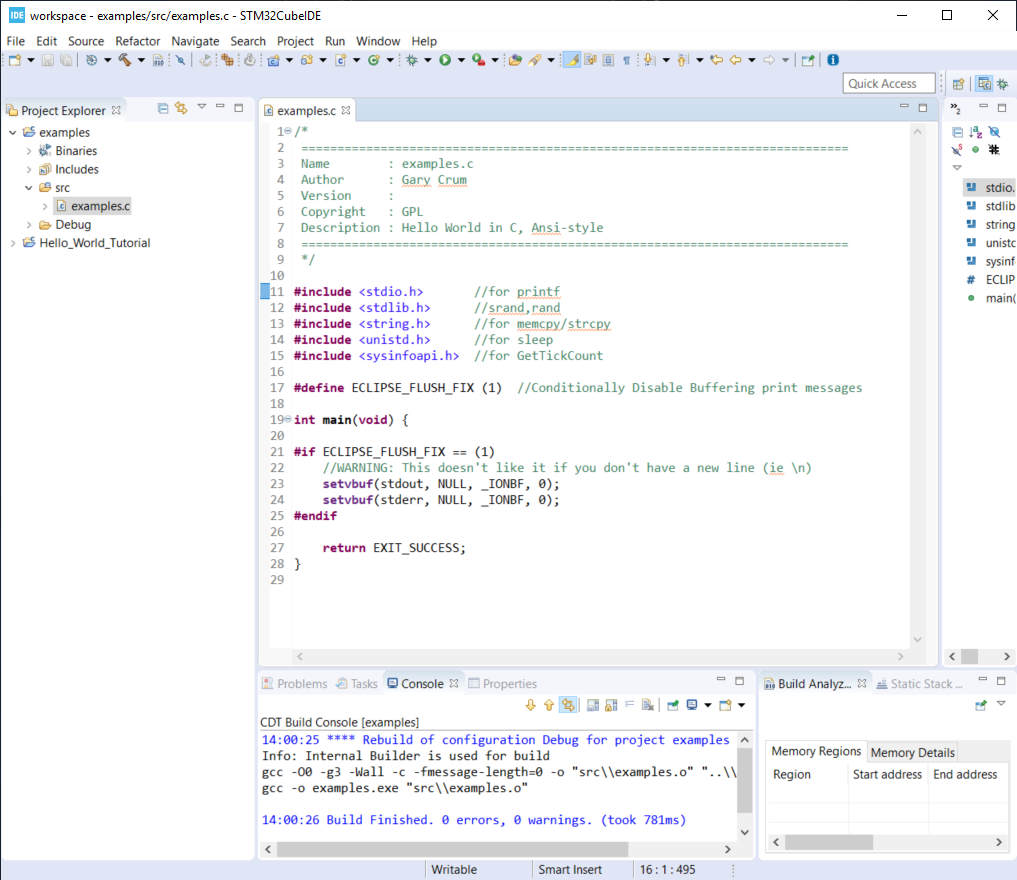 IDE workspace - examples/src/examples.c - STM32CubeIDE
File Edit Source Refactor Navigate Search Project Run Window Help
Quick Access
Project Explorer
examples
Binaries
Includes
src
examples.c
Debug
Hello_World_Tutorial
examples.c
1 /*
2 ============================================================================
3 Name        : examples.c
4 Author      : Gary Crum
5 Version     :
6 Copyright   : GPL
7 Description : Hello World in C, Ansi-style
8 ============================================================================
9 */
10
11 #include <stdio.h>       //for printf
12 #include <stdlib.h>      //srand,rand
13 #include <string.h>      //for memcpy/strcpy
14 #include <unistd.h>      //for sleep
15 #include <sysinfoapi.h>  //for GetTickCount
16
17 #define ECLIPSE_FLUSH_FIX (1)  //Conditionally Disable Buffering print messages
18
19 int main(void) {
20
21 #if ECLIPSE_FLUSH_FIX == (1)
22     //WARNING: This doesn't like it if you don't have a new line (ie \n)
23     setvbuf(stdout, NULL, _IONBF, 0);
24     setvbuf(stderr, NULL, _IONBF, 0);
25 #endif
26
27     return EXIT_SUCCESS;
28 }
29
»2
stdio.
stdlib
string
unistc
sysinf
# ECLIP
main(
Problems Tasks Console Properties
CDT Build Console [examples]
14:00:25 **** Rebuild of configuration Debug for project examples
Info: Internal Builder is used for build
gcc -O0 -g3 -Wall -c -fmessage-length=0 -o "src\\examples.o" "..\\
gcc -o examples.exe "src\\examples.o"
14:00:26 Build Finished. 0 errors, 0 warnings. (took 781ms)
Build Analyz... Static Stack ...
Memory Regions Memory Details
Region Start address End address
Writable Smart Insert 16 : 1 : 495